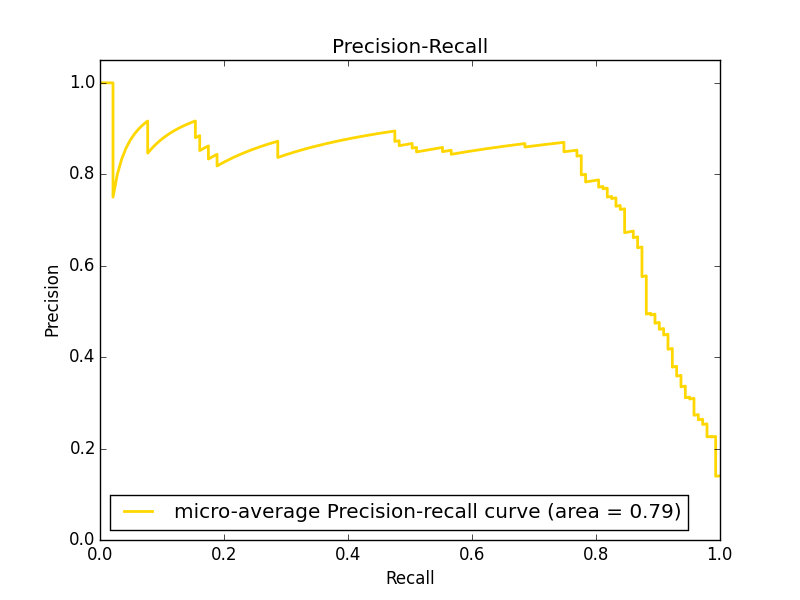 Precision-Recall
1.0
0.8
0.6
0.4
0.2
0.0
Precision
micro-average Precision-recall curve (area = 0.79)
0.0 0.2 0.4 0.6 0.8 1.0
Recall